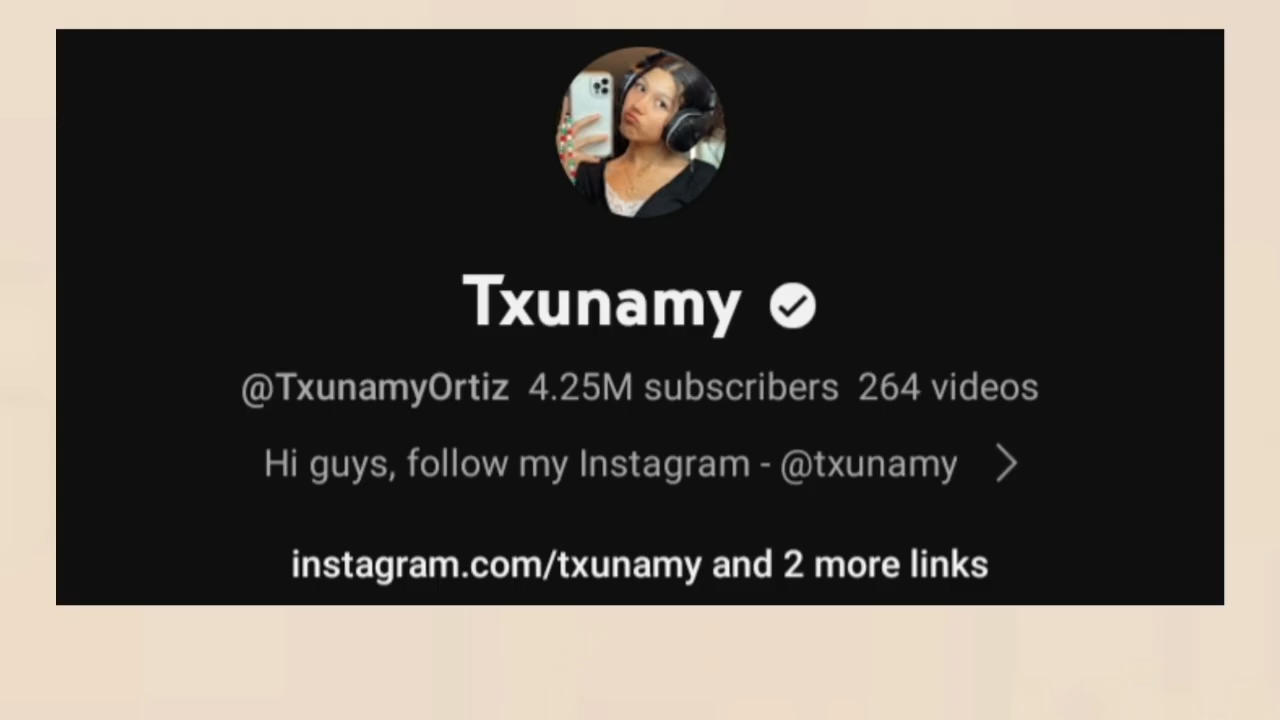 Txunamy
@TxunamyOrtiz 4.25M subscribers 264 videos
Hi guys, follow my Instagram - @txunamy
instagram.com/txunamy and 2 more links